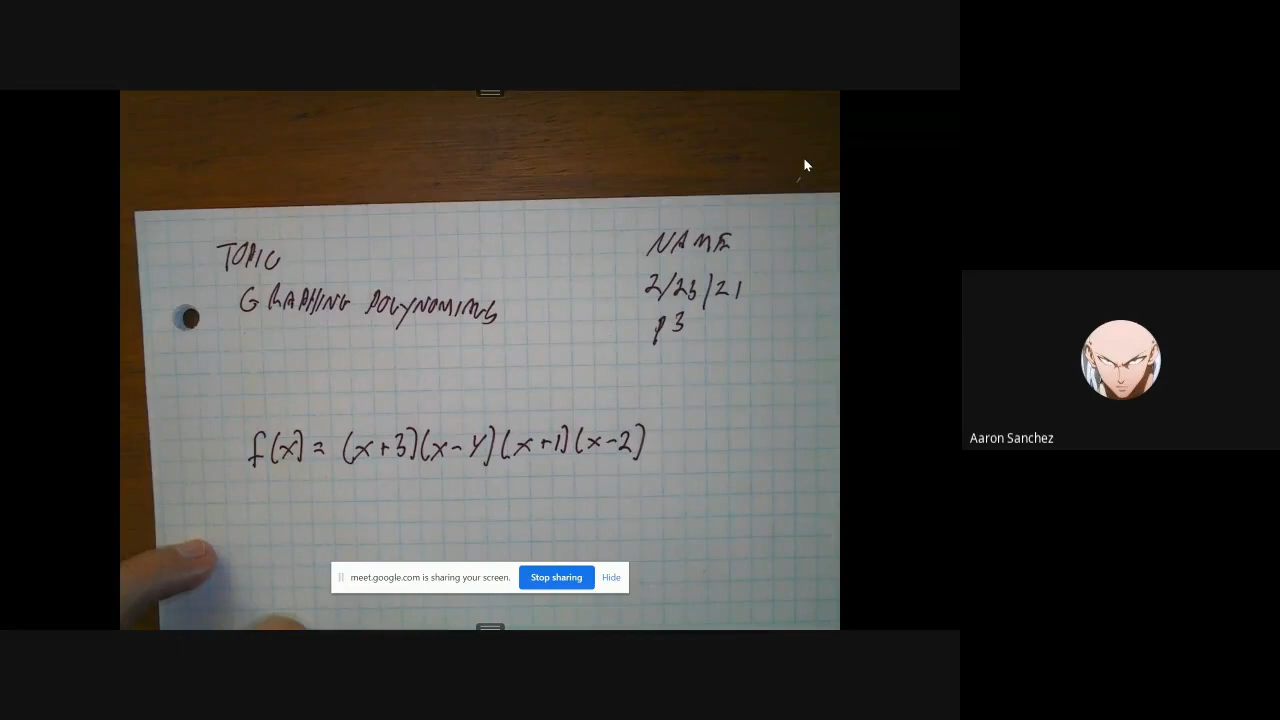 TOPIC
GRAPHING POLYNOMIALS
NAME
2/23/21
p3
f(x) = (x+3)(x-4)(x+1)(x-2)
meet.google.com is sharing your screen.
Stop sharing
Hide
Aaron Sanchez